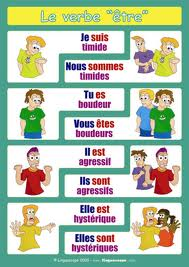 Le verbe "être"
Je suis
timide
Nous sommes
timides
Tu es
boudeur
Vous êtes
boudeurs
Il est
agressif
Ils sont
agressifs
Elle est
hystérique
Elles sont
hystériques